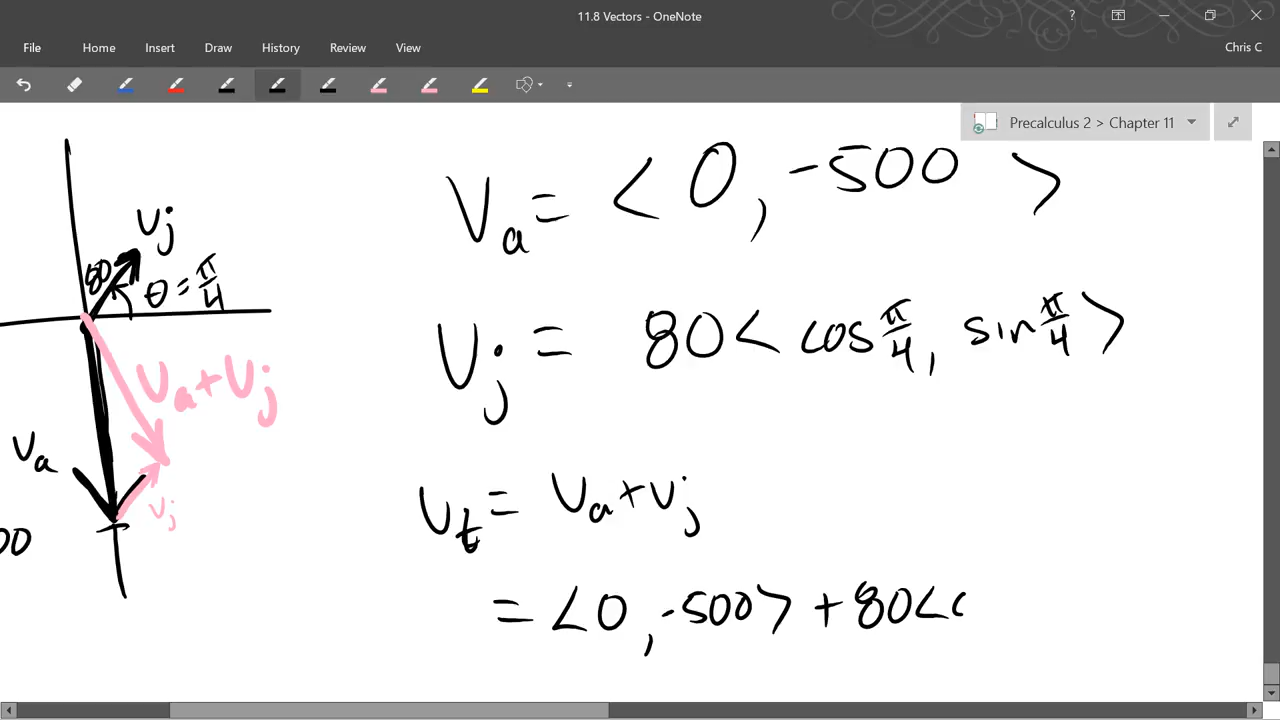 11.8 Vectors - OneNote
?
File Home Insert Draw History Review View
Chris C
Precalculus 2 > Chapter 11
Va = < 0, -500 >
Vj
80
θ = π/4
Vj = 80< cos π/4, sin π/4 >
Va+Vj
Va
Vj
00
Vt = Va+Vj
= <0, -500> + 80<c